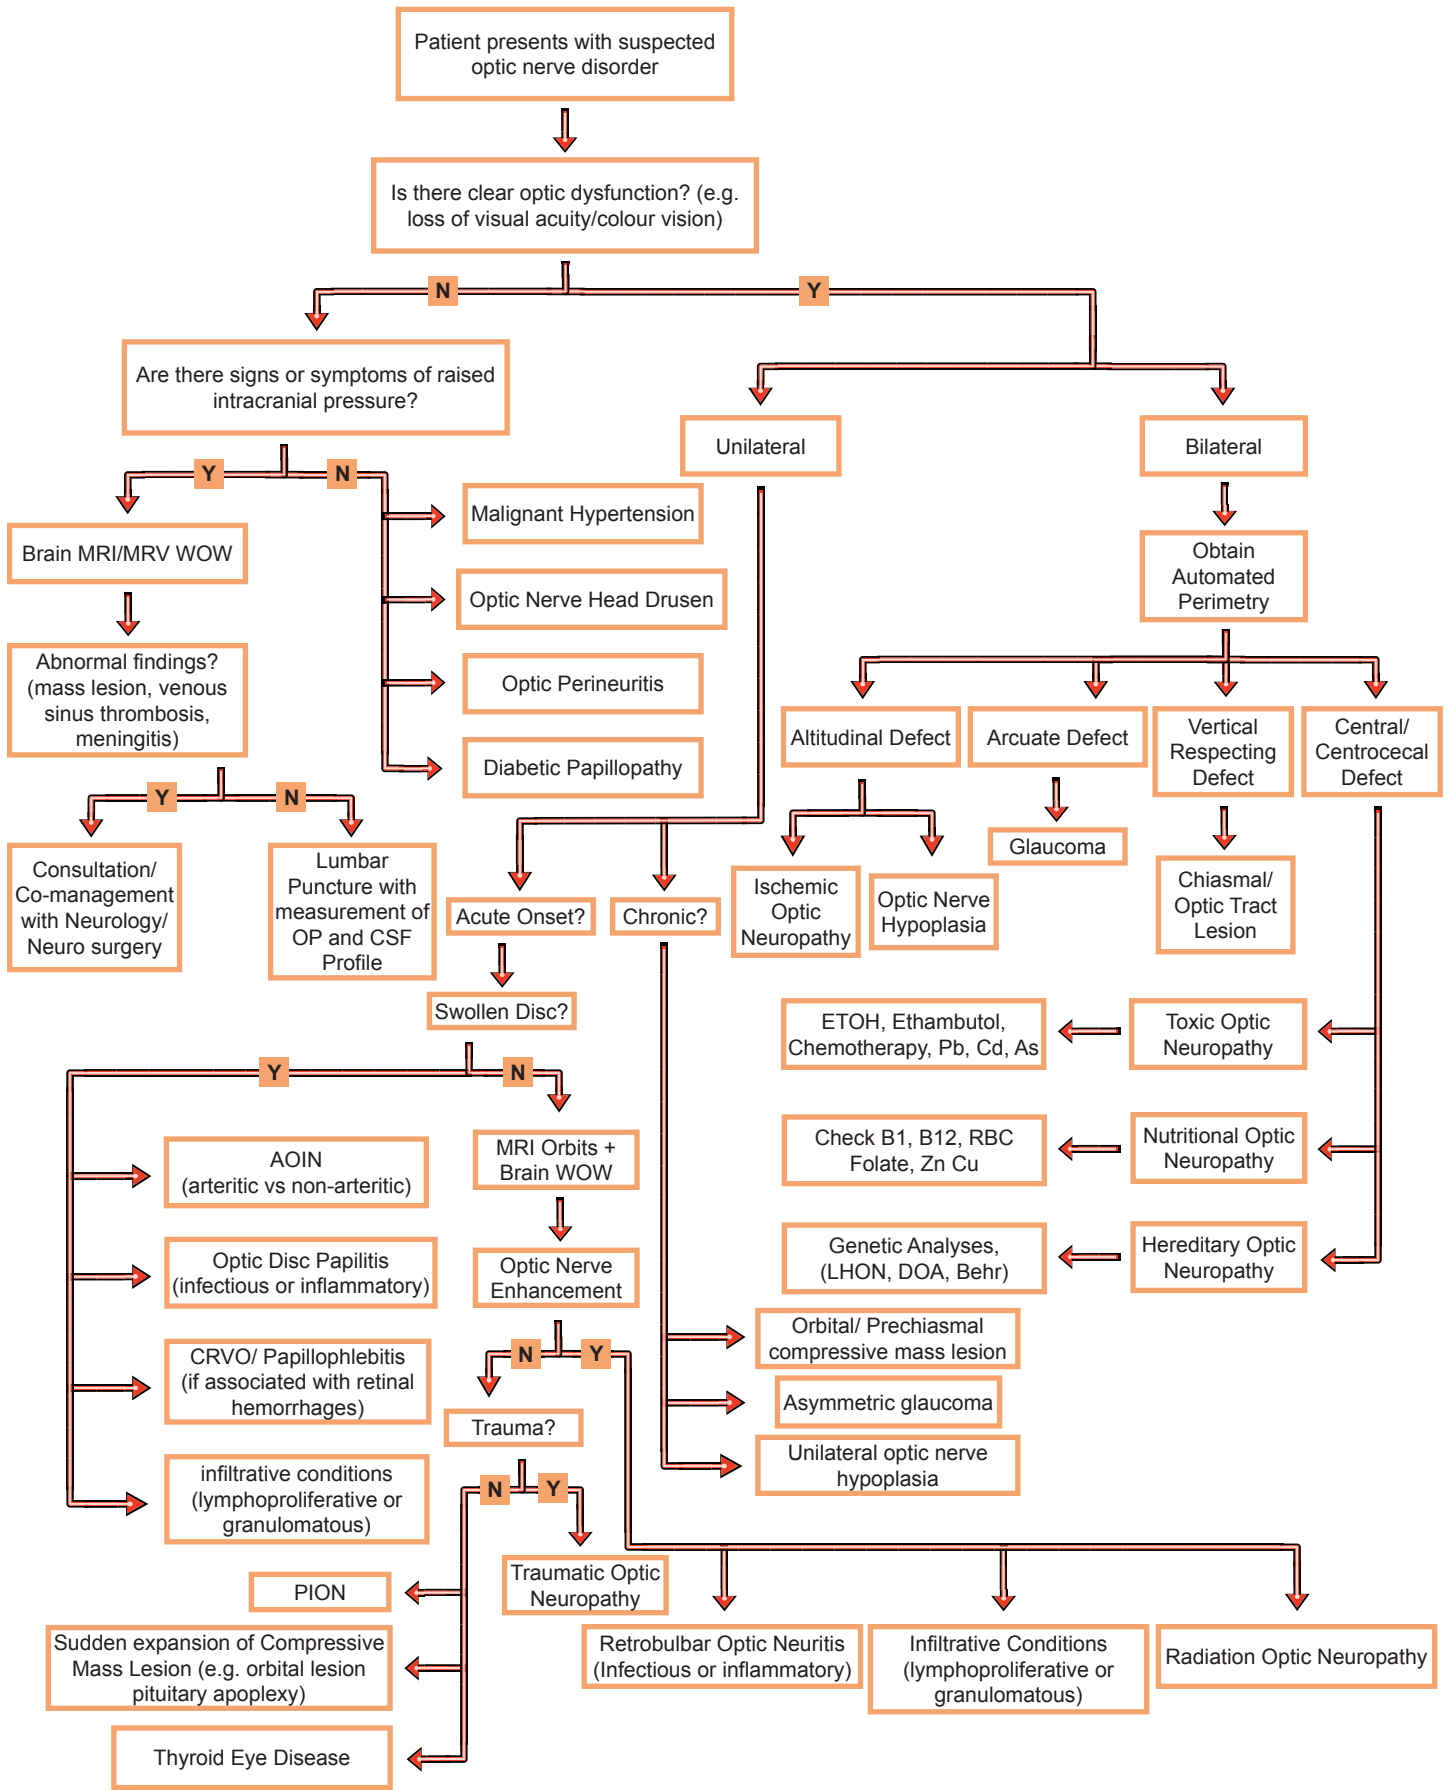 Patient presents with suspected
optic nerve disorder
Is there clear optic dysfunction? (e.g.
loss of visual acuity/colour vision)
N
Y
Are there signs or symptoms of raised
intracranial pressure?
Unilateral
Bilateral
Y
N
Malignant Hypertension
Brain MRI/MRV WOW
Optic Nerve Head Drusen
Obtain
Automated
Perimetry
Abnormal findings?
(mass lesion, venous
sinus thrombosis,
meningitis)
Optic Perineuritis
Diabetic Papillopathy
Altitudinal Defect
Arcuate Defect
Vertical
Respecting
Defect
Central/
Centrocecal
Defect
Y
N
Consultation/
Co-management
with Neurology/
Neuro surgery
Lumbar
Puncture with
measurement of
OP and CSF
Profile
Acute Onset?
Chronic?
Ischemic
Optic
Neuropathy
Optic Nerve
Hypoplasia
Glaucoma
Chiasmal/
Optic Tract
Lesion
Swollen Disc?
ETOH, Ethambutol,
Chemotherapy, Pb, Cd, As
Toxic Optic
Neuropathy
Y
N
AOIN
(arteritic vs non-arteritic)
MRI Orbits +
Brain WOW
Check B1, B12, RBC
Folate, Zn Cu
Nutritional Optic
Neuropathy
Optic Disc Papilitis
(infectious or inflammatory)
Optic Nerve
Enhancement
Genetic Analyses,
(LHON, DOA, Behr)
Hereditary Optic
Neuropathy
CRVO/ Papillophlebitis
(if associated with retinal
hemorrhages)
N
Y
Orbital/ Prechiasmal
compressive mass lesion
Asymmetric glaucoma
Trauma?
Unilateral optic nerve
hypoplasia
infiltrative conditions
(lymphoproliferative or
granulomatous)
N
Y
PION
Traumatic Optic
Neuropathy
Sudden expansion of Compressive
Mass Lesion (e.g. orbital lesion
pituitary apoplexy)
Retrobulbar Optic Neuritis
(Infectious or inflammatory)
Infiltrative Conditions
(lymphoproliferative or
granulomatous)
Radiation Optic Neuropathy
Thyroid Eye Disease